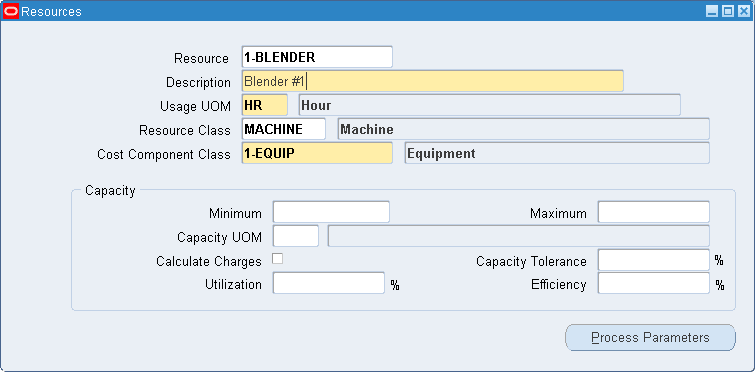 Resources
Resource 1-BLENDER
Description Blender #1
Usage UOM HR Hour
Resource Class MACHINE Machine
Cost Component Class 1-EQUIP Equipment
Capacity
Minimum Maximum
Capacity UOM
Calculate Charges Capacity Tolerance %
Utilization % Efficiency %
Process Parameters